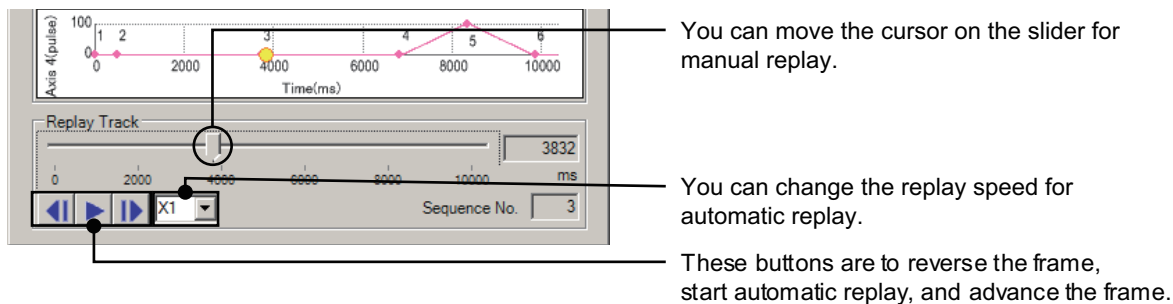 Axis 4(pulse)
100
0
1 2 3 4 5 6
0 2000 4000 6000 8000 10000
Time(ms)
You can move the cursor on the slider for
manual replay.
Replay Track
3832
0 2000 4000 6000 8000 10000 ms
X1
Sequence No. 3
You can change the replay speed for
automatic replay.
These buttons are to reverse the frame,
start automatic replay, and advance the frame.